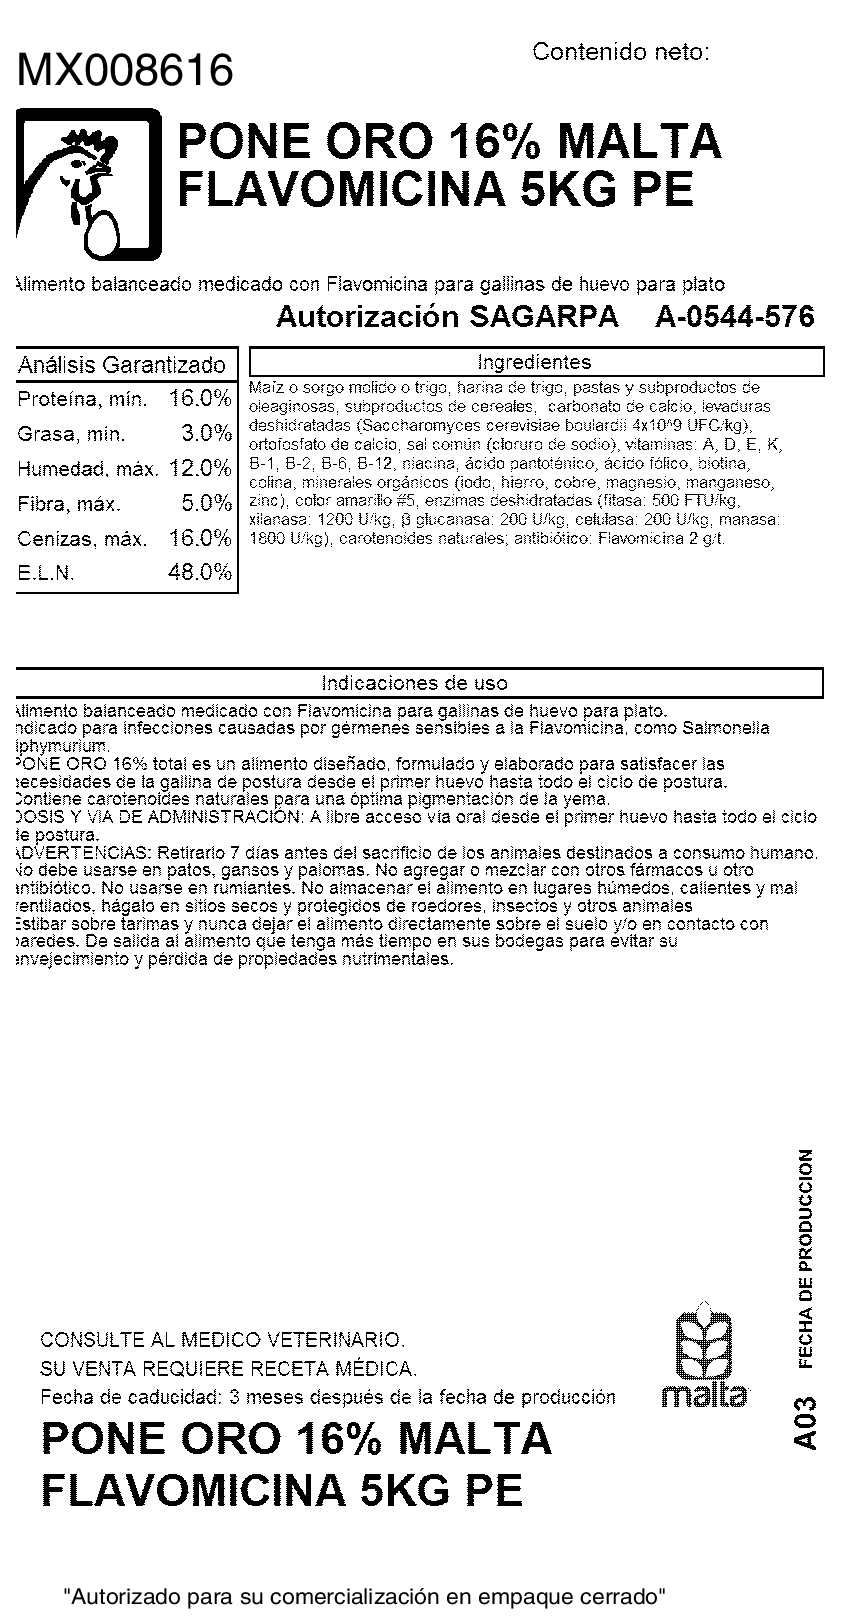 Contenido neto:
MX008616
PONE ORO 16% MALTA
FLAVOMICINA 5KG PE
Alimento balanceado medicado con Flavomicina para gallinas de huevo para plato
Autorización SAGARPA A-0544-576
Análisis Garantizado
Proteína, mín. 16.0%
Grasa, mín. 3.0%
Humedad, máx. 12.0%
Fibra, máx. 5.0%
Cenizas, máx. 16.0%
E.L.N. 48.0%
Ingredientes
Maíz o sorgo molido o trigo, harina de trigo, pastas y subproductos de
oleaginosas, subproductos de cereales, carbonato de calcio, levaduras
deshidratadas (Saccharomyces cerevisiae boulardii 4x10^9 UFC/kg),
ortofosfato de calcio, sal común (cloruro de sodio), vitaminas: A, D, E, K,
B-1, B-2, B-6, B-12, niacina, ácido pantoténico, ácido fólico, biotina,
colina, minerales orgánicos (iodo, hierro, cobre, magnesio, manganeso,
zinc), color amarillo #5, enzimas deshidratadas (fitasa: 500 FTU/kg,
xilanasa: 1200 U/kg, β glucanasa: 200 U/kg, celulasa: 200 U/kg, manasa:
1800 U/kg), carotenoides naturales; antibiótico: Flavomicina 2 g/t.
Indicaciones de uso
Alimento balanceado medicado con Flavomicina para gallinas de huevo para plato.
Indicado para infecciones causadas por gérmenes sensibles a la Flavomicina, como Salmonella
tiphymurium.
PONE ORO 16% total es un alimento diseñado, formulado y elaborado para satisfacer las
necesidades de la gallina de postura desde el primer huevo hasta todo el ciclo de postura.
Contiene carotenoides naturales para una óptima pigmentación de la yema.
DOSIS Y VIA DE ADMINISTRACIÓN: A libre acceso vía oral desde el primer huevo hasta todo el ciclo
de postura.
ADVERTENCIAS: Retirarlo 7 días antes del sacrificio de los animales destinados a consumo humano.
No debe usarse en patos, gansos y palomas. No agregar o mezclar con otros fármacos u otro
antibiótico. No usarse en rumiantes. No almacenar el alimento en lugares húmedos, calientes y mal
ventilados, hágalo en sitios secos y protegidos de roedores, insectos y otros animales
Estibar sobre tarimas y nunca dejar el alimento directamente sobre el suelo y/o en contacto con
paredes. De salida al alimento que tenga más tiempo en sus bodegas para evitar su
envejecimiento y pérdida de propiedades nutrimentales.
A03 FECHA DE PRODUCCION
CONSULTE AL MEDICO VETERINARIO.
SU VENTA REQUIERE RECETA MÉDICA.
Fecha de caducidad: 3 meses después de la fecha de producción
malta
PONE ORO 16% MALTA
FLAVOMICINA 5KG PE
"Autorizado para su comercialización en empaque cerrado"